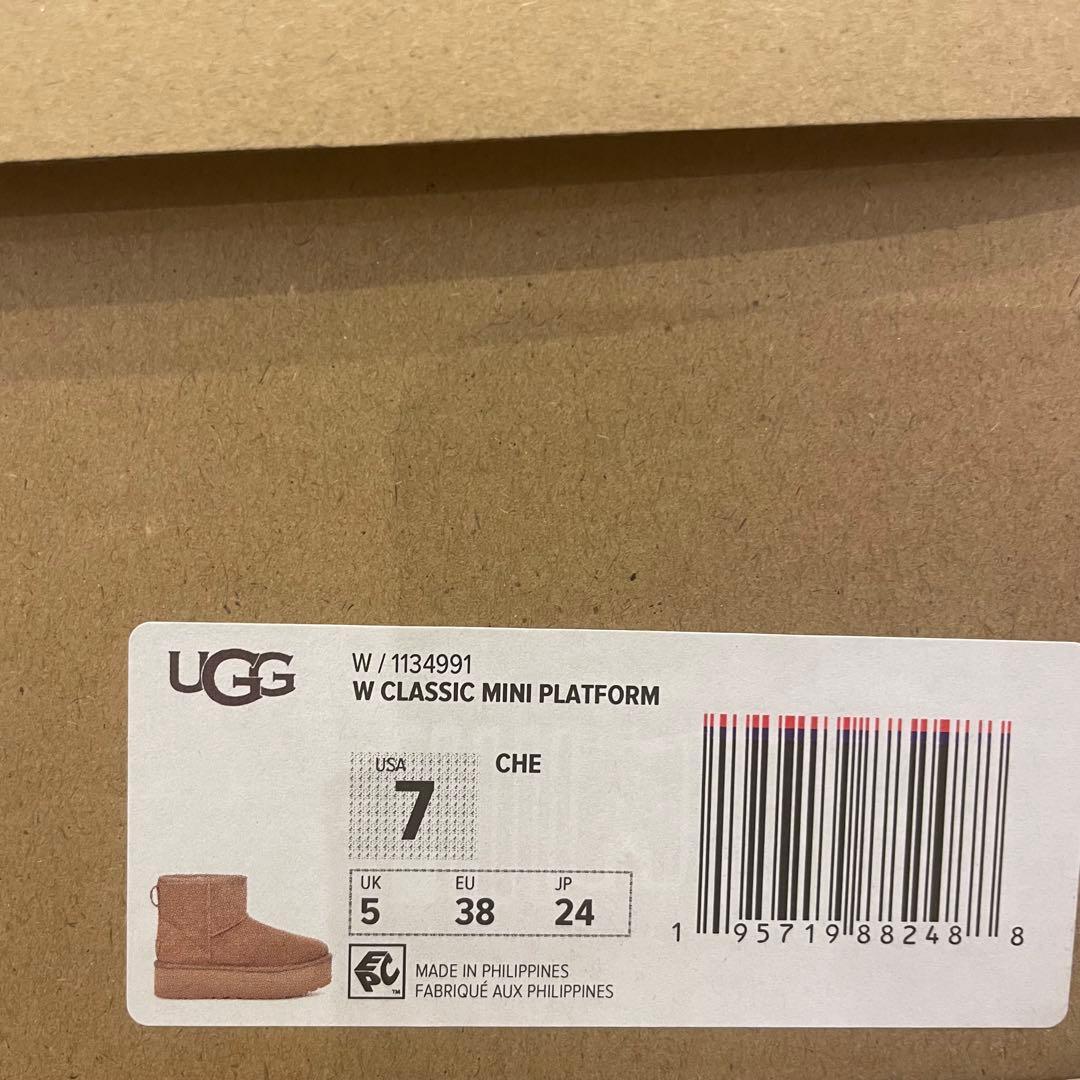 UGG
W / 1134991
W CLASSIC MINI PLATFORM
USA
7
CHE
UK EU JP
5 38 24
EPC™
MADE IN PHILIPPINES
FABRIQUÉ AUX PHILIPPINES
1 95719 88248 8